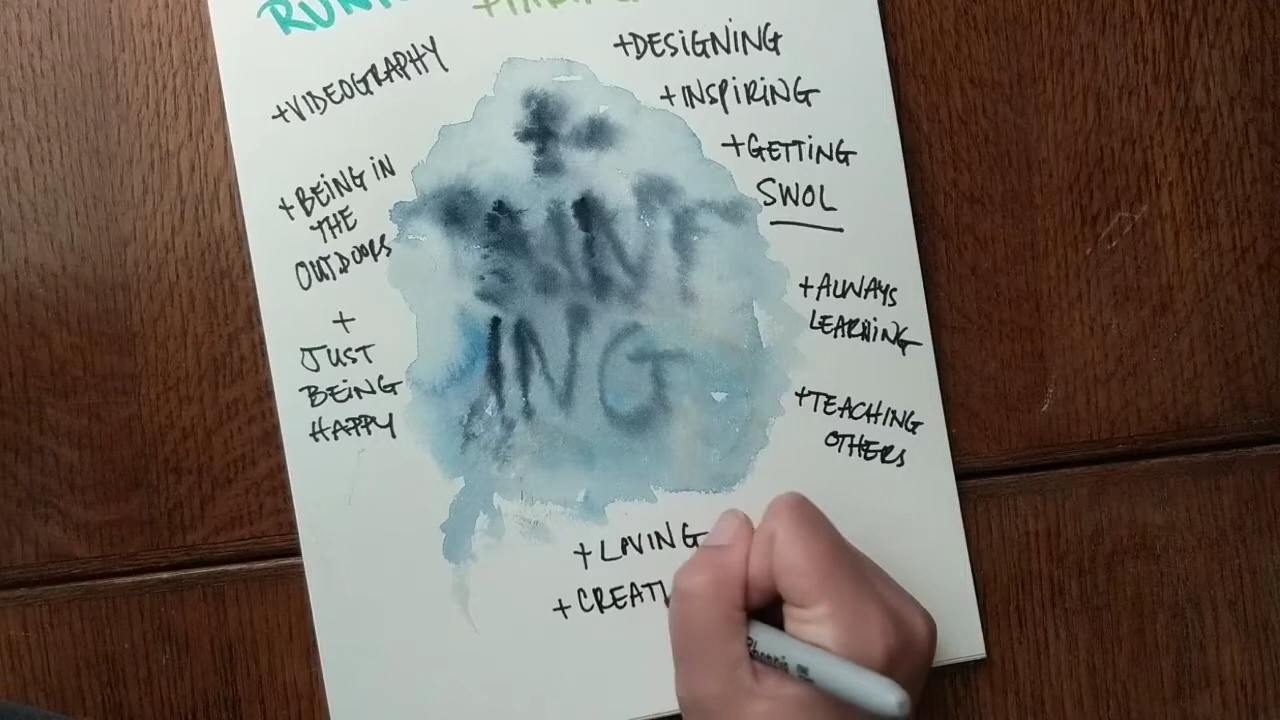 +VIDEOGRAPHY
+BEING IN
THE
OUTDOORS
+
JUST
BEING
HAPPY
+DESIGNING
+INSPIRING
+GETTING
SWOL
+ALWAYS
LEARNING
+TEACHING
OTHERS
ING
+LOVING